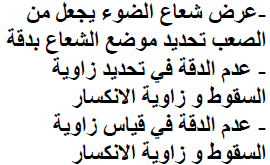 -عرض شعاع الضوء يجعل من
الصعب تحديد موضع الشعاع بدقة
- عدم الدقة في تحديد زاوية
السقوط و زاوية الانكسار
- عدم الدقة في قياس زاوية
السقوط و زاوية الانكسار